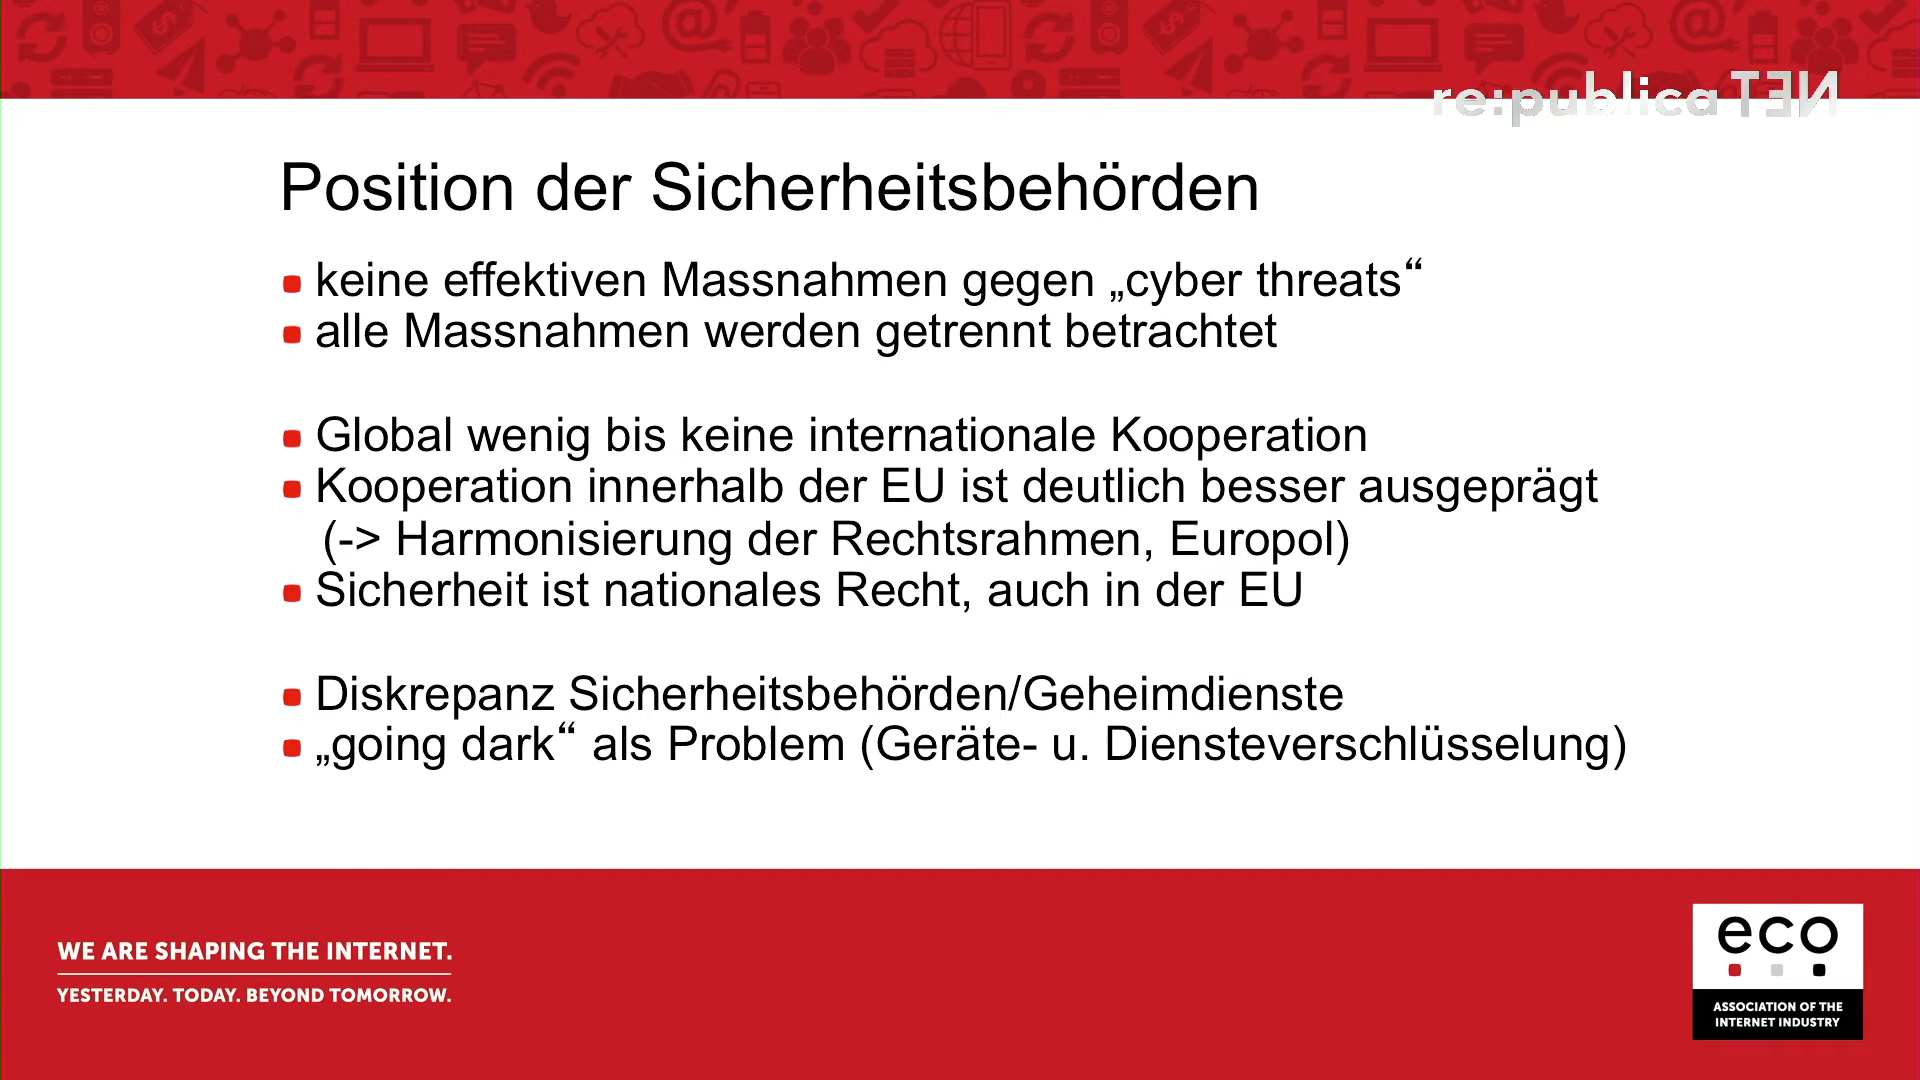 re:publica TEN
Position der Sicherheitsbehörden
keine effektiven Massnahmen gegen „cyber threats“
alle Massnahmen werden getrennt betrachtet
Global wenig bis keine internationale Kooperation
Kooperation innerhalb der EU ist deutlich besser ausgeprägt
(-> Harmonisierung der Rechtsrahmen, Europol)
Sicherheit ist nationales Recht, auch in der EU
Diskrepanz Sicherheitsbehörden/Geheimdienste
„going dark“ als Problem (Geräte- u. Diensteverschlüsselung)
WE ARE SHAPING THE INTERNET.
YESTERDAY. TODAY. BEYOND TOMORROW.
eco
ASSOCIATION OF THE
INTERNET INDUSTRY